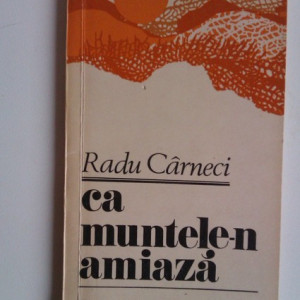 Radu Cârneci
ca
muntele-n
amiază